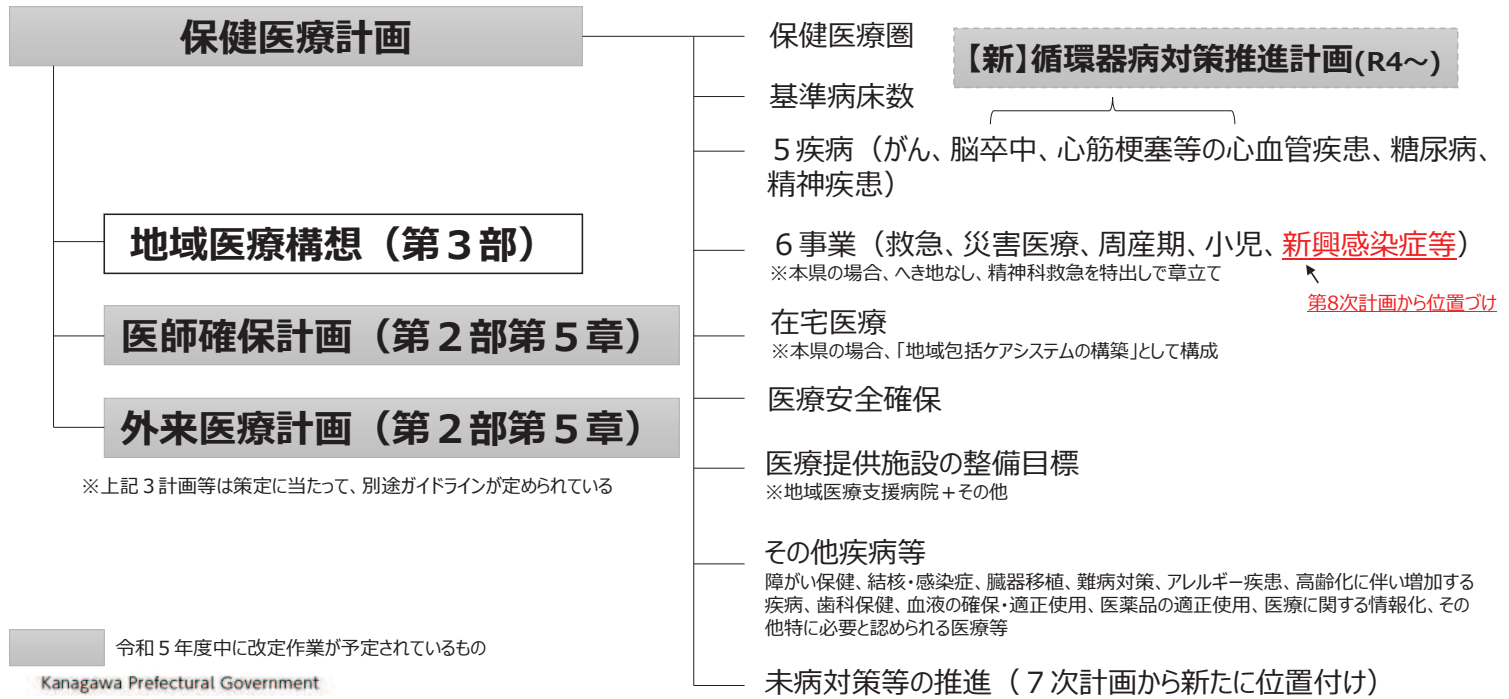 保健医療計画
地域医療構想（第３部）
医師確保計画（第２部第５章）
外来医療計画（第２部第５章）
※上記３計画等は策定に当たって、別途ガイドラインが定められている
保健医療圏
【新】循環器病対策推進計画(R4～)
基準病床数
５疾病（がん、脳卒中、心筋梗塞等の心血管疾患、糖尿病、
精神疾患）
６事業（救急、災害医療、周産期、小児、新興感染症等）
※本県の場合、へき地なし、精神科救急を特出しで章立て
第8次計画から位置づけ
在宅医療
※本県の場合、「地域包括ケアシステムの構築」として構成
医療安全確保
医療提供施設の整備目標
※地域医療支援病院＋その他
その他疾病等
障がい保健、結核・感染症、臓器移植、難病対策、アレルギー疾患、高齢化に伴い増加する
疾病、歯科保健、血液の確保・適正使用、医薬品の適正使用、医療に関する情報化、その
他特に必要と認められる医療等
未病対策等の推進（７次計画から新たに位置付け）
令和５年度中に改定作業が予定されているもの
Kanagawa Prefectural Government